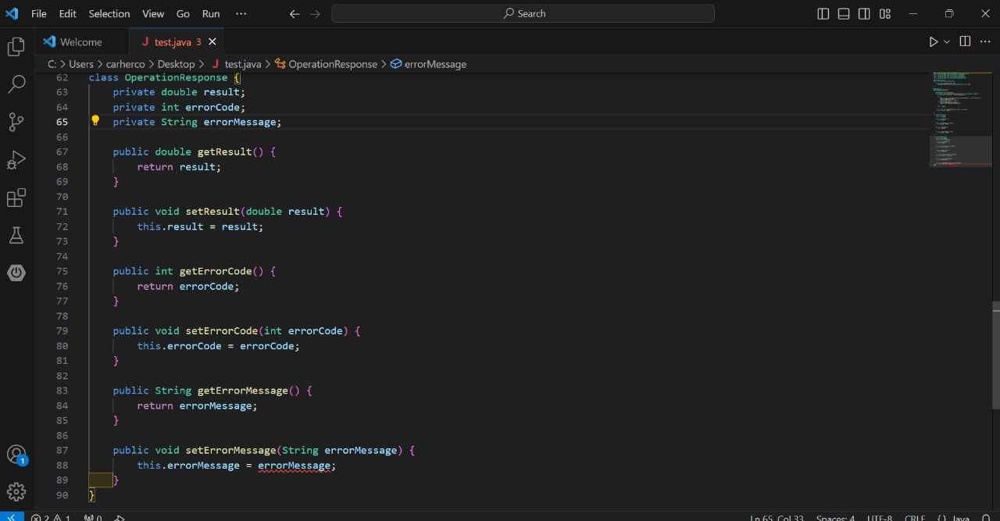 File Edit Selection View Go Run ··· Search
Welcome test.java 3
C: > Users > carherco > Desktop > test.java > OperationResponse > errorMessage
62 class OperationResponse {
63 private double result;
64 private int errorCode;
65 private String errorMessage;
66
67 public double getResult() {
68 return result;
69 }
70
71 public void setResult(double result) {
72 this.result = result;
73 }
74
75 public int getErrorCode() {
76 return errorCode;
77 }
78
79 public void setErrorCode(int errorCode) {
80 this.errorCode = errorCode;
81 }
82
83 public String getErrorMessage() {
84 return errorMessage;
85 }
86
87 public void setErrorMessage(String errorMessage) {
88 this.errorMessage = errorMessage;
89 }
90 }
1
2 1 0 Ln 65, Col 33 Spaces: 4 UTF-8 CRLF {} Java